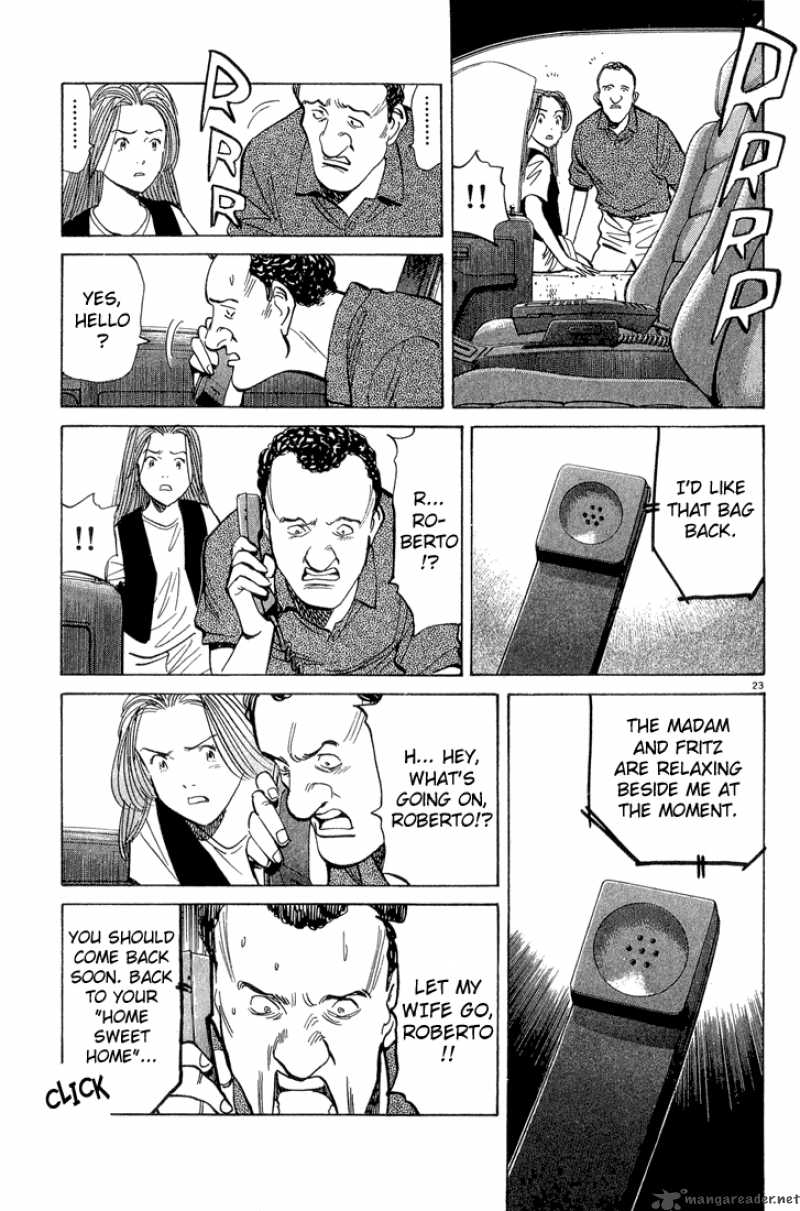 DRRR
!!
......
DRRR
......
YES,
HELLO
?
I'D LIKE
THAT BAG
BACK.
R...
RO-
BERTO
!?
!!
23
THE MADAM
AND FRITZ
ARE RELAXING
BESIDE ME AT
THE MOMENT.
H... HEY,
WHAT'S
GOING ON,
ROBERTO!?
LET MY
WIFE GO,
ROBERTO
!!
YOU SHOULD
COME BACK
SOON. BACK
TO YOUR
"HOME
SWEET
HOME"...
CLICK
mangareader.net